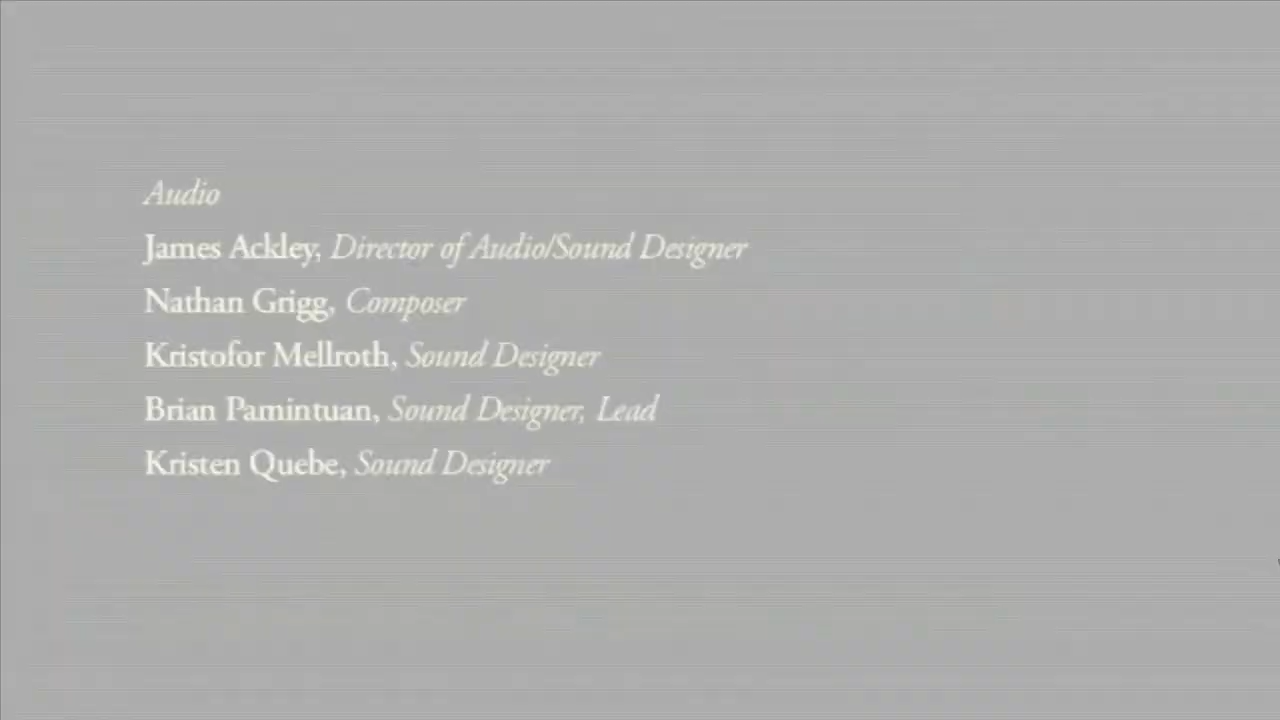 Audio
James Ackley, Director of Audio/Sound Designer
Nathan Grigg, Composer
Kristofor Mellroth, Sound Designer
Brian Pamintuan, Sound Designer, Lead
Kristen Quebe, Sound Designer